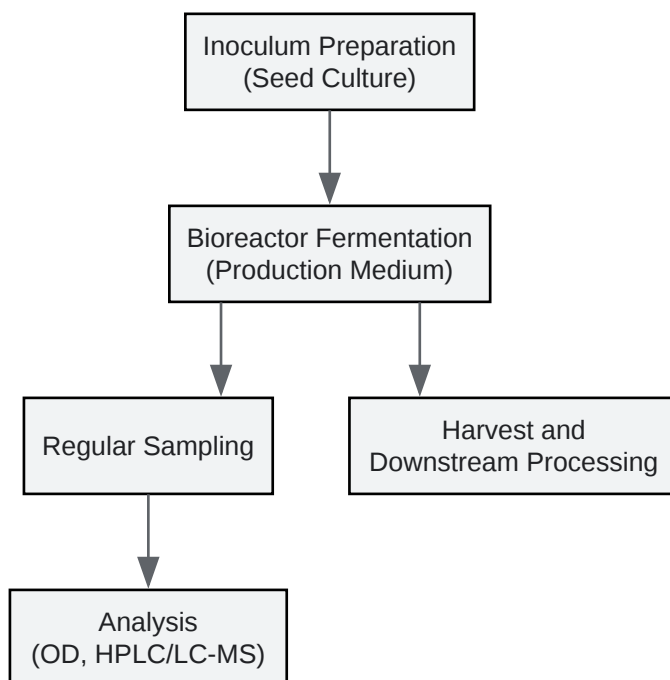 Inoculum Preparation
(Seed Culture)
Bioreactor Fermentation
(Production Medium)
Regular Sampling
Harvest and
Downstream Processing
Analysis
(OD, HPLC/LC-MS)